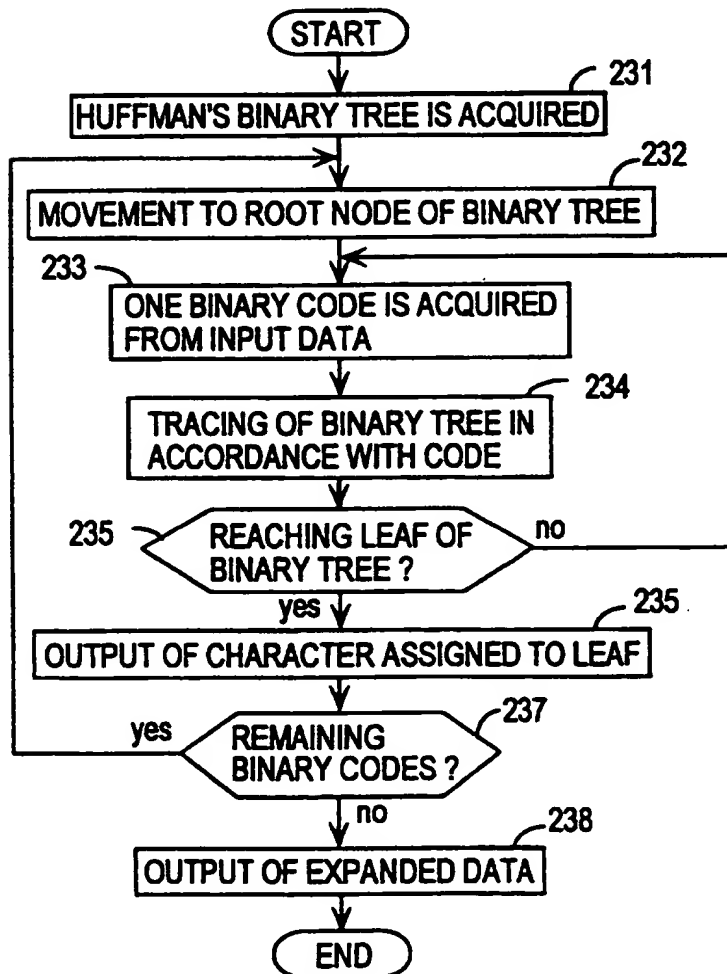 START
231
HUFFMAN'S BINARY TREE IS ACQUIRED
232
MOVEMENT TO ROOT NODE OF BINARY TREE
233
ONE BINARY CODE IS ACQUIRED
FROM INPUT DATA
234
TRACING OF BINARY TREE IN
ACCORDANCE WITH CODE
235
REACHING LEAF OF
BINARY TREE ?
no
yes
235
OUTPUT OF CHARACTER ASSIGNED TO LEAF
yes
237
REMAINING
BINARY CODES ?
no
238
OUTPUT OF EXPANDED DATA
END